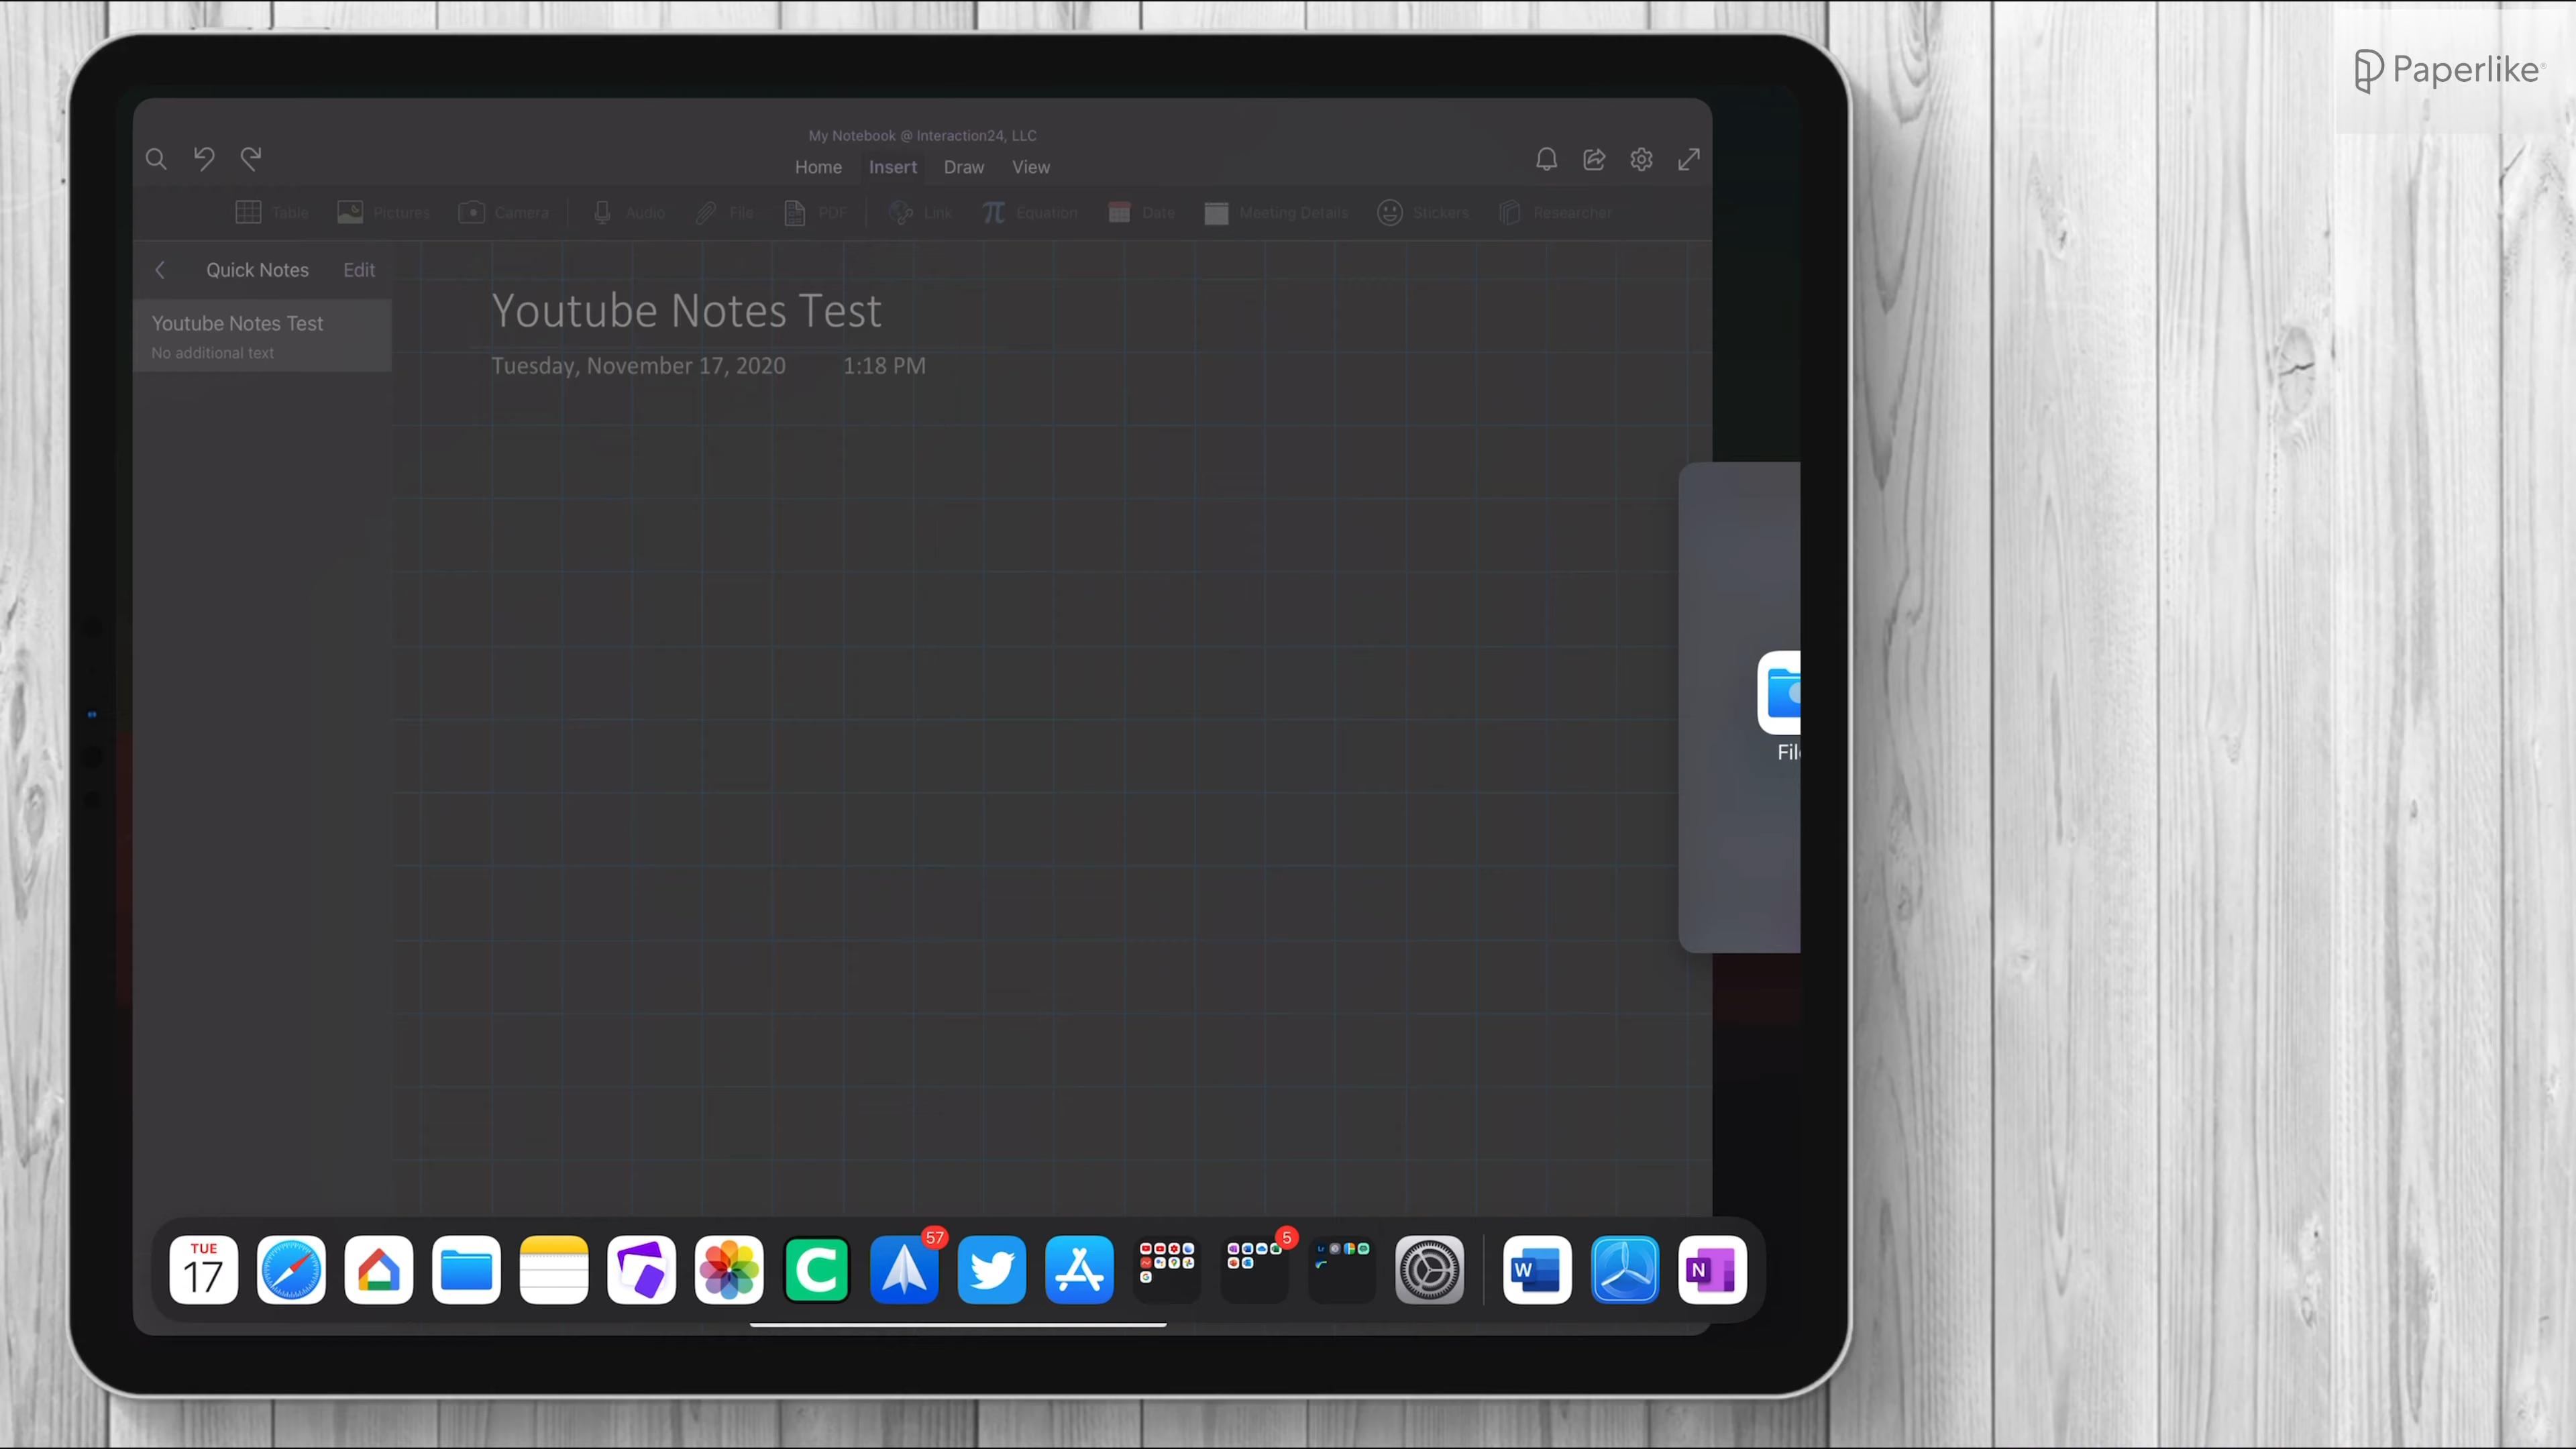 Paperlike
My Notebook @ Interaction24, LLC
Home Insert Draw View
Table Pictures Camera Audio File PDF Link Equation Date Meeting Details Stickers Researcher
Quick Notes Edit
Youtube Notes Test
No additional text
Youtube Notes Test
Tuesday, November 17, 2020 1:18 PM
Fil
TUE
17
57
5
W
N